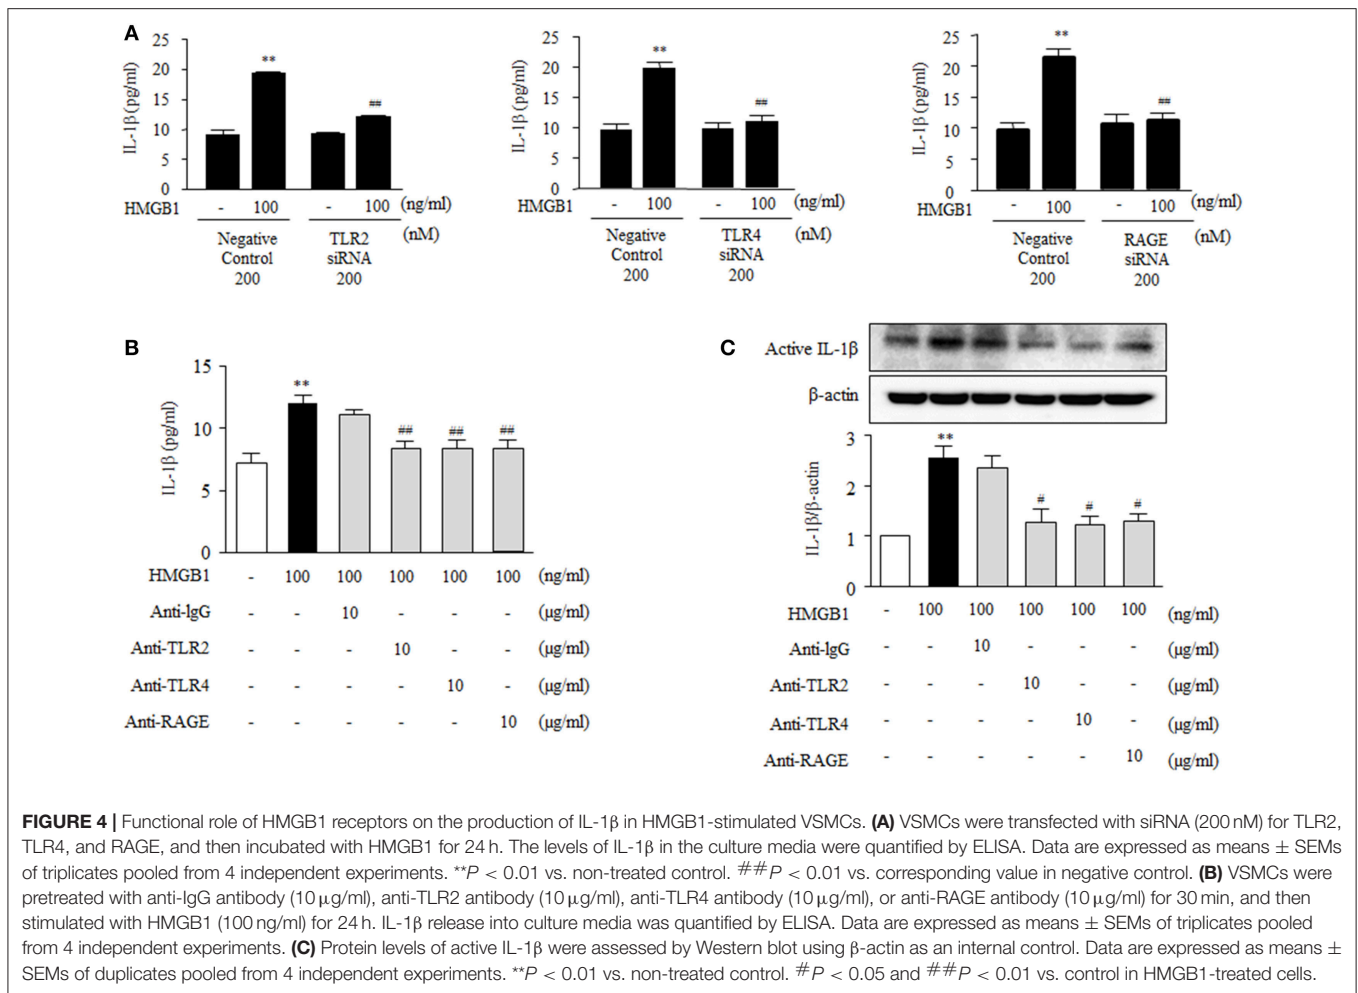 A
IL-1β (pg/ml)
25
20
15
10
5
0
**
##
HMGB1 - 100 - 100 (ng/ml)
Negative Control 200 TLR2 siRNA 200 (nM)
IL-1β (pg/ml)
25
20
15
10
5
0
**
##
HMGB1 - 100 - 100 (ng/ml)
Negative Control 200 TLR4 siRNA 200 (nM)
IL-1β (pg/ml)
25
20
15
10
5
0
**
##
HMGB1 - 100 - 100 (ng/ml)
Negative Control 200 RAGE siRNA 200 (nM)
B
IL-1β (pg/ml)
15
10
5
0
** ## ## ##
HMGB1 - 100 100 100 100 100 (ng/ml)
Anti-lgG - - 10 - - - (μg/ml)
Anti-TLR2 - - - 10 - - (μg/ml)
Anti-TLR4 - - - - 10 - (μg/ml)
Anti-RAGE - - - - - 10 (μg/ml)
C
Active IL-1β
β-actin
IL-1β/β-actin
3
2
1
0
** # # #
HMGB1 - 100 100 100 100 100 (ng/ml)
Anti-lgG - - 10 - - - (μg/ml)
Anti-TLR2 - - - 10 - - (μg/ml)
Anti-TLR4 - - - - 10 - (μg/ml)
Anti-RAGE - - - - - 10 (μg/ml)
FIGURE 4 | Functional role of HMGB1 receptors on the production of IL-1β in HMGB1-stimulated VSMCs. (A) VSMCs were transfected with siRNA (200 nM) for TLR2,
TLR4, and RAGE, and then incubated with HMGB1 for 24 h. The levels of IL-1β in the culture media were quantified by ELISA. Data are expressed as means ± SEMs
of triplicates pooled from 4 independent experiments. **P < 0.01 vs. non-treated control. ##P < 0.01 vs. corresponding value in negative control. (B) VSMCs were
pretreated with anti-IgG antibody (10 μg/ml), anti-TLR2 antibody (10 μg/ml), anti-TLR4 antibody (10 μg/ml), or anti-RAGE antibody (10 μg/ml) for 30 min, and then
stimulated with HMGB1 (100 ng/ml) for 24 h. IL-1β release into culture media was quantified by ELISA. Data are expressed as means ± SEMs of triplicates pooled
from 4 independent experiments. (C) Protein levels of active IL-1β were assessed by Western blot using β-actin as an internal control. Data are expressed as means ±
SEMs of duplicates pooled from 4 independent experiments. **P < 0.01 vs. non-treated control. #P < 0.05 and ##P < 0.01 vs. control in HMGB1-treated cells.